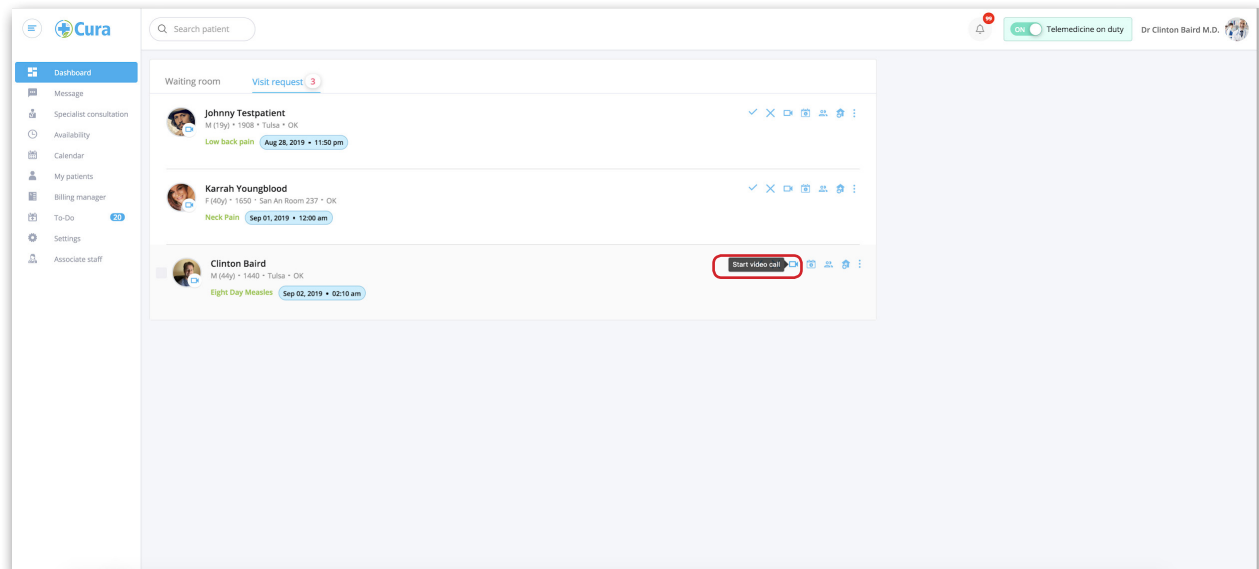 Cura
Search patient
99
ON Telemedicine on duty
Dr Clinton Baird M.D.
Dashboard
Message
Specialist consultation
Availability
Calendar
My patients
Billing manager
To-Do 20
Settings
Associate staff
Waiting room Visit request 3
Johnny Testpatient
M (19y) • 1908 • Tulsa • OK
Low back pain Aug 28, 2019 • 11:50 pm
Karrah Youngblood
F (40y) • 1650 • San An Room 237 • OK
Neck Pain Sep 01, 2019 • 12:00 am
Clinton Baird
Start video call
M (44y) • 1440 • Tulsa • OK
Eight Day Measles Sep 02, 2019 • 02:10 am